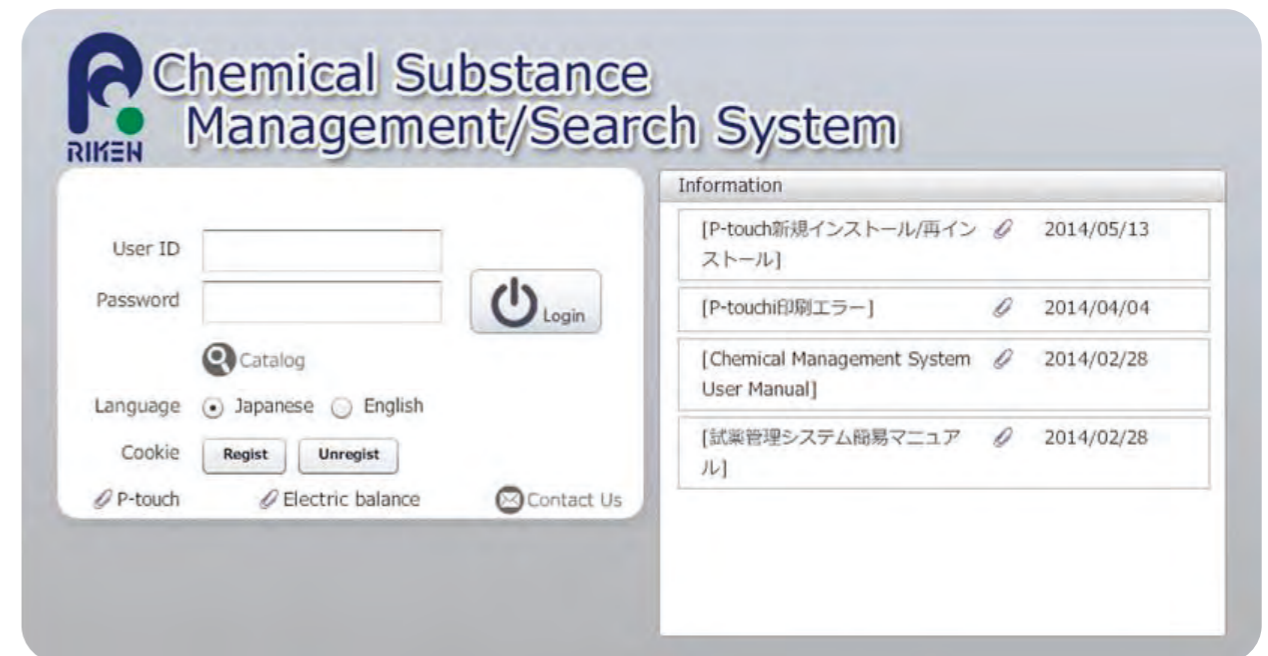 Chemical Substance
Management/Search System
RIKEN
User ID
Password
Login
Catalog
Language Japanese English
Cookie Regist Unregist
P-touch Electric balance Contact Us
Information
[P-touch新規インストール/再イン 2014/05/13
ストール]
[P-touchi印刷エラー] 2014/04/04
[Chemical Management System 2014/02/28
User Manual]
[試薬管理システム簡易マニュア 2014/02/28
ル]